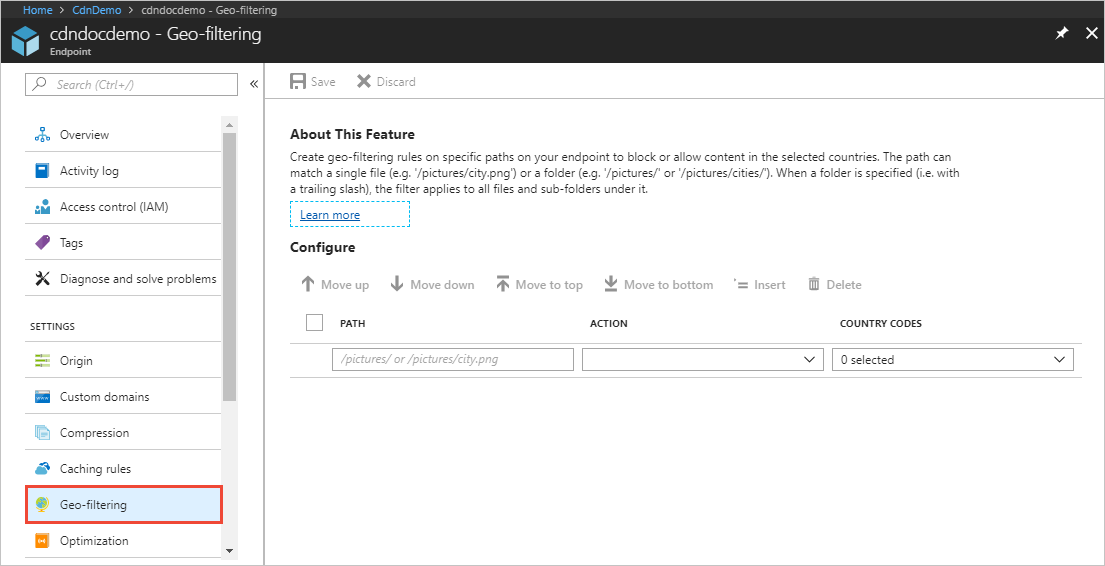 Home > CdnDemo > cdndocdemo - Geo-filtering
cdndocdemo - Geo-filtering
Endpoint
Search (Ctrl+/)
«
Overview
Activity log
Access control (IAM)
Tags
Diagnose and solve problems
SETTINGS
Origin
Custom domains
Compression
Caching rules
Geo-filtering
Optimization
Save Discard
About This Feature
Create geo-filtering rules on specific paths on your endpoint to block or allow content in the selected countries. The path can
match a single file (e.g. '/pictures/city.png') or a folder (e.g. '/pictures/' or '/pictures/cities/'). When a folder is specified (i.e. with
a trailing slash), the filter applies to all files and sub-folders under it.
Learn more
Configure
Move up Move down Move to top Move to bottom Insert Delete
PATH ACTION COUNTRY CODES
/pictures/ or /pictures/city.png 0 selected